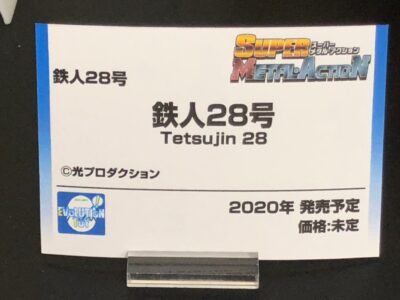 SUPER スーパー
メタル・アクション
METAL-ACTION
鉄人28号
鉄人28号
Tetsujin 28
©光プロダクション
EVOLUTION
TOY
2020年 発売予定
価格:未定